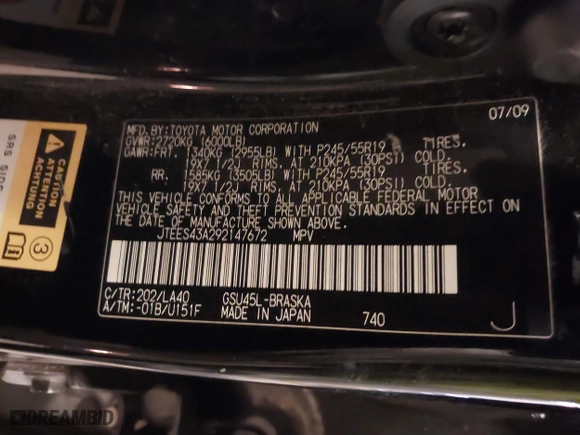 07/09
MFD.BY:TOYOTA MOTOR CORPORATION
GVWR:2720KG (6000LB)
GAWR:FRT. 1340KG (2955LB) WITH P245/55R19 TIRES,
19X7 1/2J RIMS, AT 210KPA (30PSI) COLD.
RR. 1585KG (3505LB) WITH P245/55R19 TIRES,
19X7 1/2J RIMS, AT 210KPA (30PSI) COLD.
THIS VEHICLE CONFORMS TO ALL APPLICABLE FEDERAL MOTOR
VEHICLE SAFETY AND THEFT PREVENTION STANDARDS IN EFFECT ON
THE DATE OF MANUFACTURE SHOWN ABOVE.
JTEES43A292147672 MPV
C/TR:202/LA40 GSU45L-BRASKA
A/TM:-01B/U151F MADE IN JAPAN 740 J
CAUTION
ATTENTION
ACHTUNG
3
SRS SIDE
DREAMBID